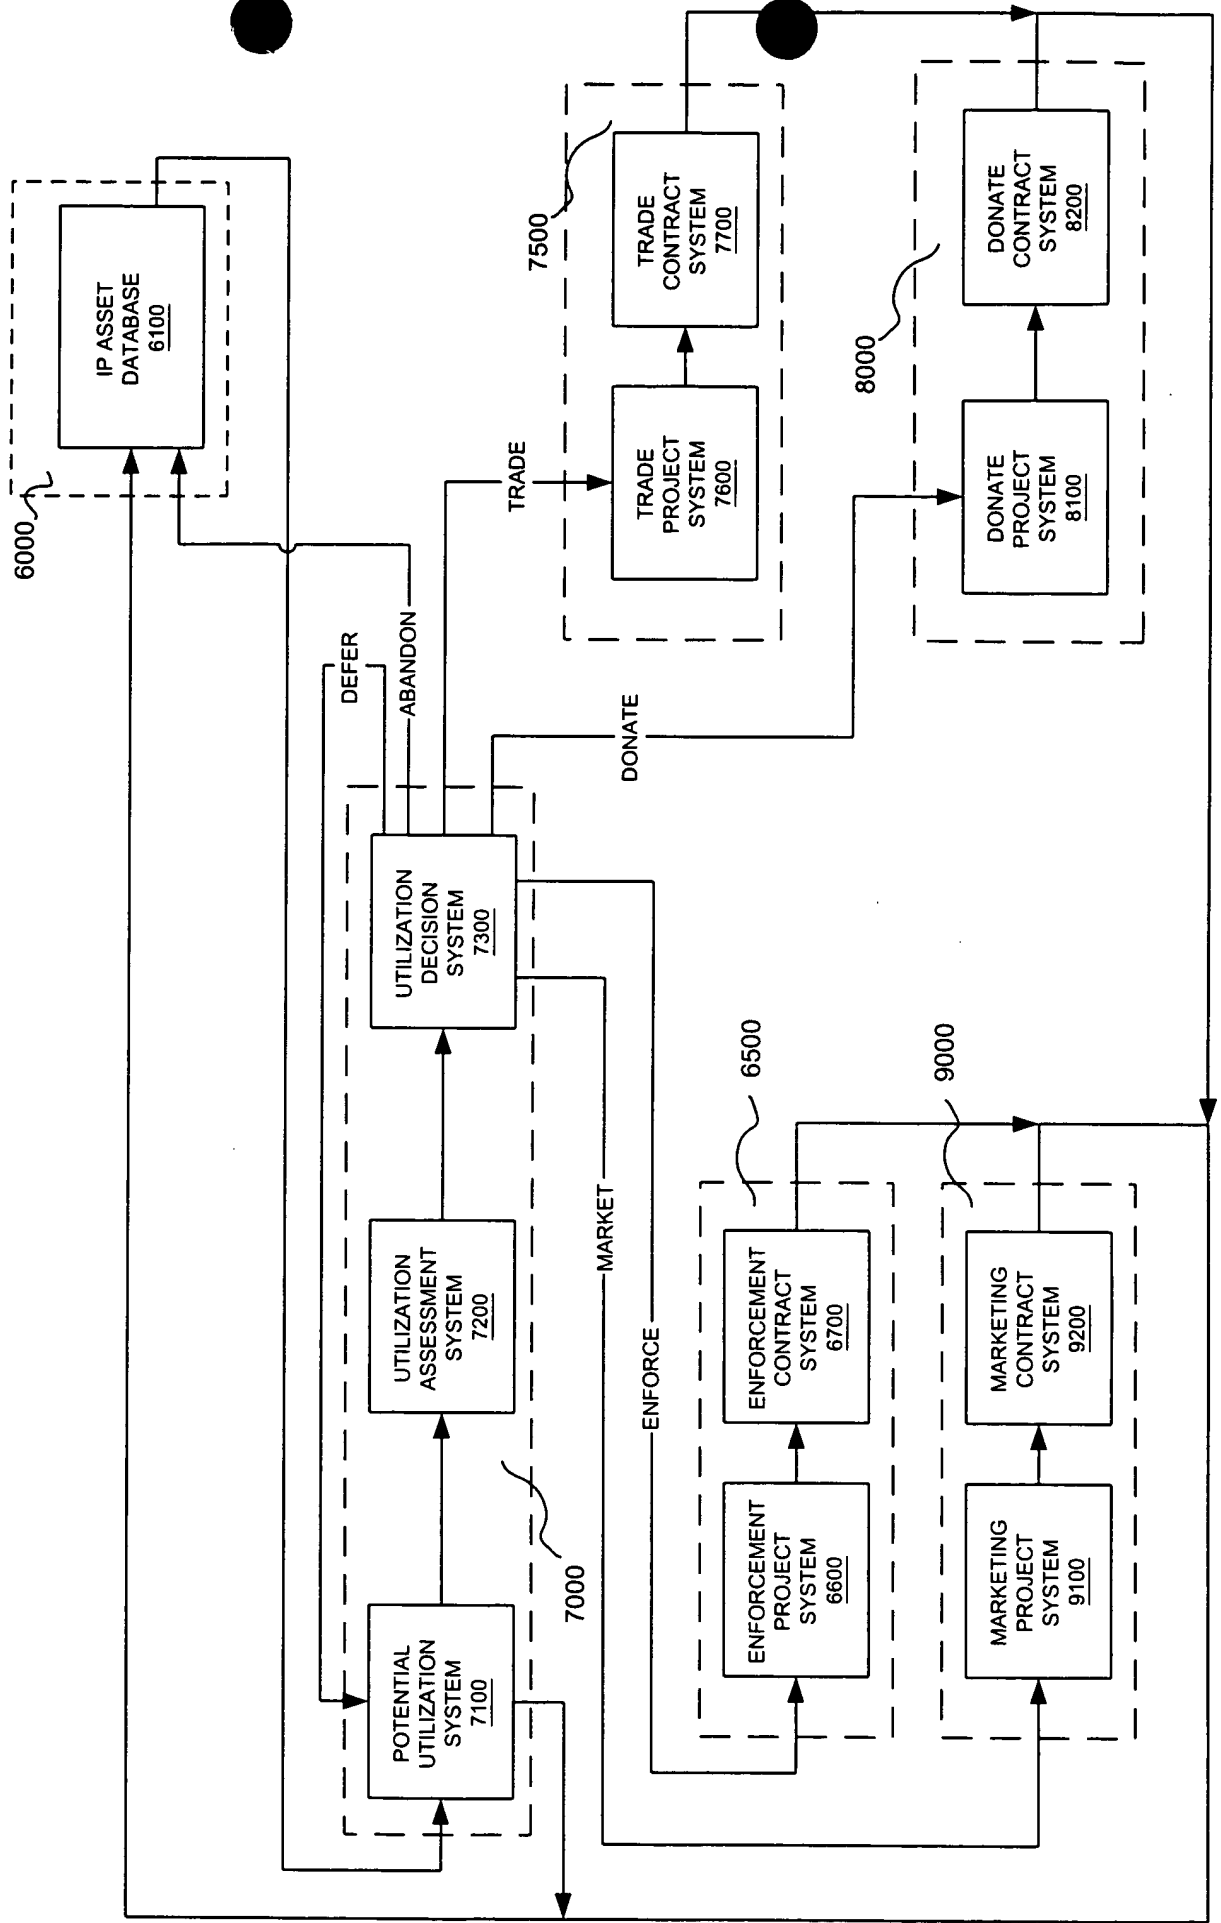 6000
IP ASSET
DATABASE
6100
DEFER
ABANDON
TRADE
DONATE
MARKET
ENFORCE
7000
POTENTIAL
UTILIZATION
SYSTEM
7100
UTILIZATION
ASSESSMENT
SYSTEM
7200
UTILIZATION
DECISION
SYSTEM
7300
7500
TRADE
PROJECT
SYSTEM
7600
TRADE
CONTRACT
SYSTEM
7700
6500
ENFORCEMENT
PROJECT
SYSTEM
6600
ENFORCEMENT
CONTRACT
SYSTEM
6700
8000
DONATE
PROJECT
SYSTEM
8100
DONATE
CONTRACT
SYSTEM
8200
9000
MARKETING
PROJECT
SYSTEM
9100
MARKETING
CONTRACT
SYSTEM
9200